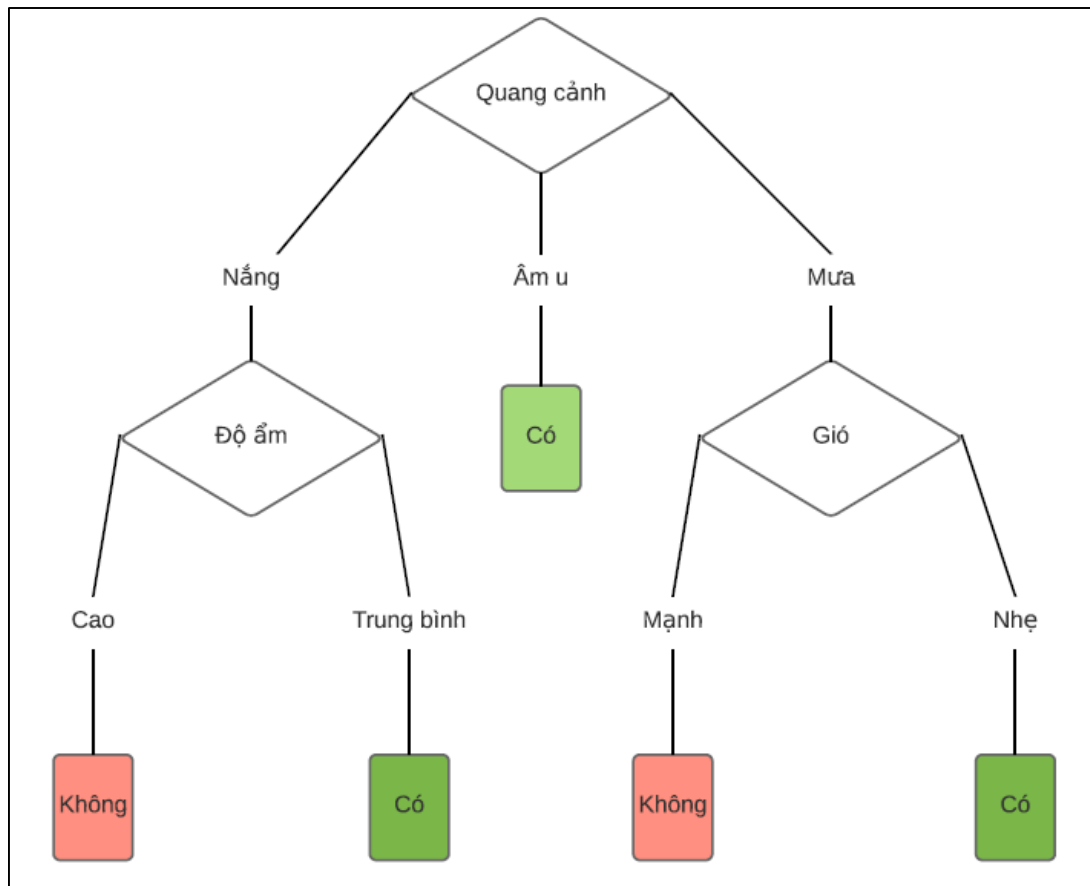 Quang cảnh
Nắng
Âm u
Mưa
Độ ẩm
Có
Gió
Cao
Trung bình
Mạnh
Nhẹ
Không
Có
Không
Có